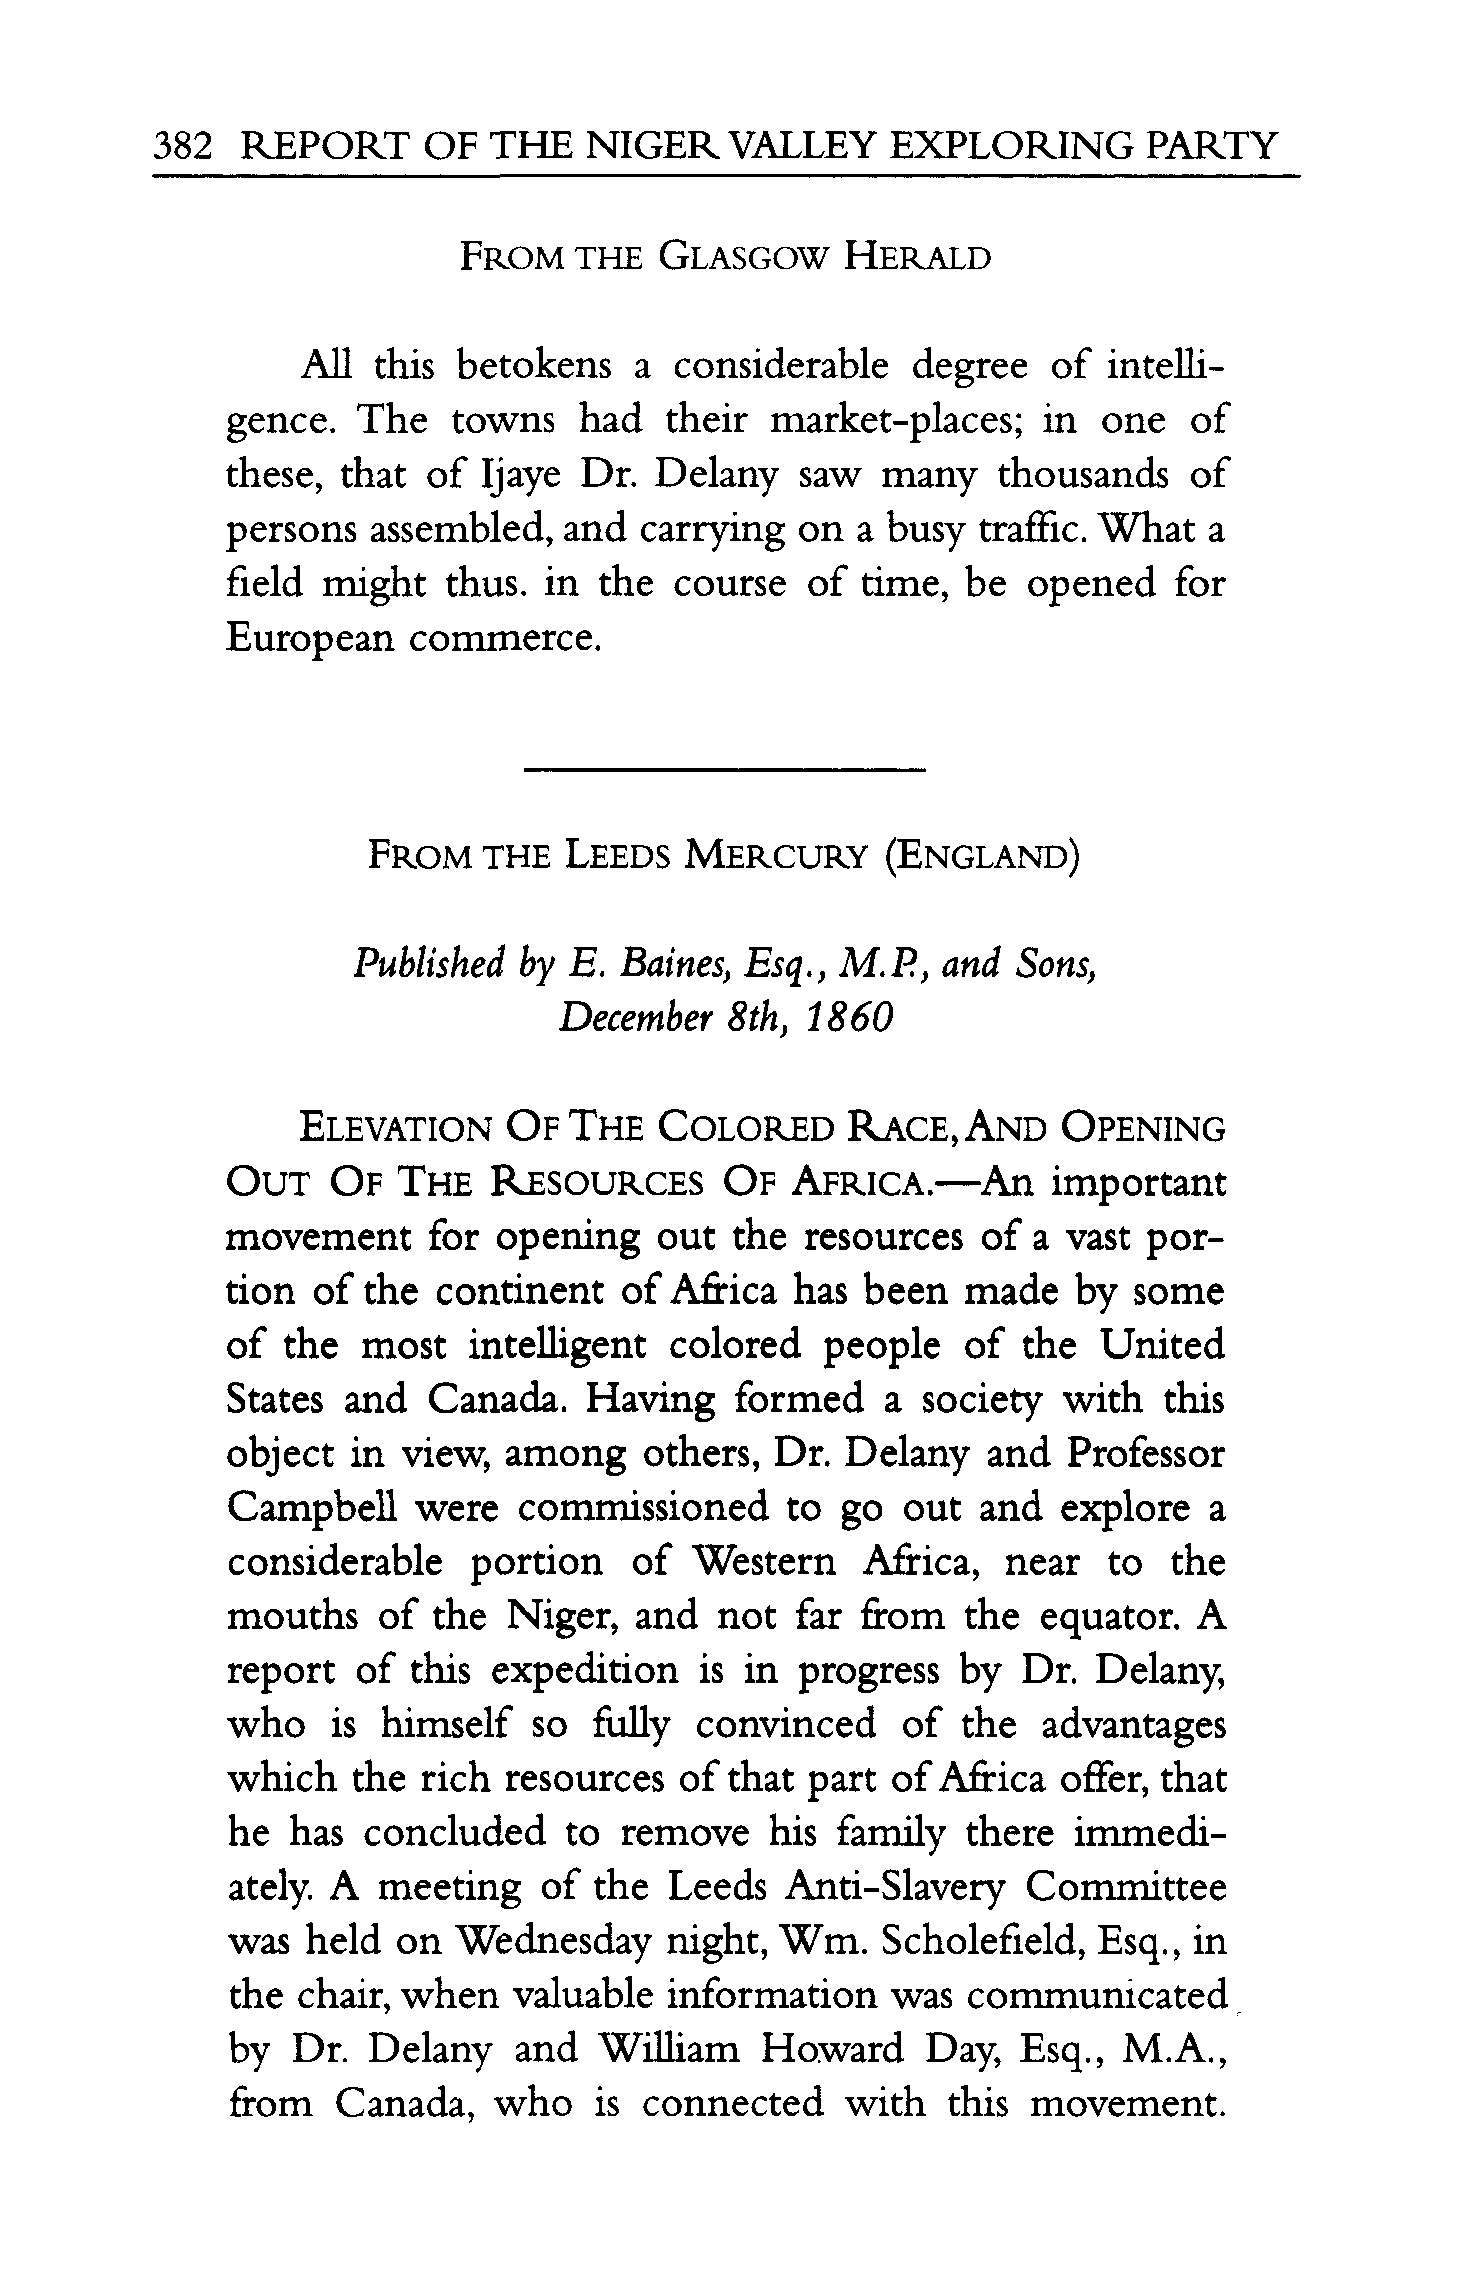 382 REPORT OF THE NIGER VALLEY EXPLORING PARTY
FROM THE GLASGOW HERALD
All this betokens a considerable degree of intelli-
gence. The towns had their market-places; in one of
these, that of Ijaye Dr. Delany saw many thousands of
persons assembled, and carrying on a busy traffic. What a
field might thus. in the course of time, be opened for
European commerce.
FROM THE LEEDS MERCURY (ENGLAND)
Published by E. Baines, Esq., M.P., and Sons,
December 8th, 1860
ELEVATION OF THE COLORED RACE, AND OPENING
OUT OF THE RESOURCES OF AFRICA.—An important
movement for opening out the resources of a vast por-
tion of the continent of Africa has been made by some
of the most intelligent colored people of the United
States and Canada. Having formed a society with this
object in view, among others, Dr. Delany and Professor
Campbell were commissioned to go out and explore a
considerable portion of Western Africa, near to the
mouths of the Niger, and not far from the equator. A
report of this expedition is in progress by Dr. Delany,
who is himself so fully convinced of the advantages
which the rich resources of that part of Africa offer, that
he has concluded to remove his family there immedi-
ately. A meeting of the Leeds Anti-Slavery Committee
was held on Wednesday night, Wm. Scholefield, Esq., in
the chair, when valuable information was communicated
by Dr. Delany and William Howard Day, Esq., M.A.,
from Canada, who is connected with this movement.